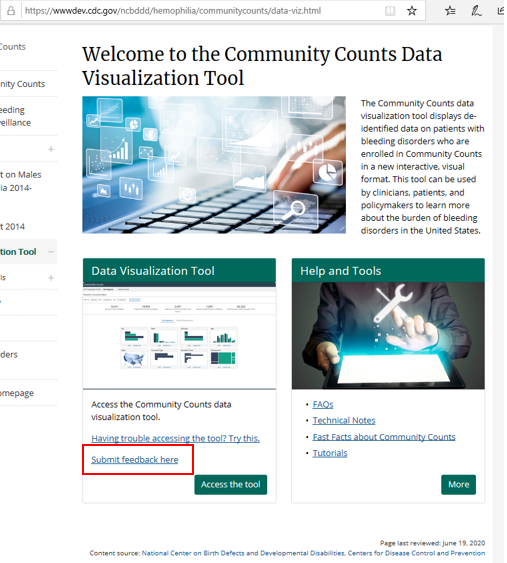 https://wwwdev.cdc.gov/ncbddd/hemophilia/communitycounts/data-viz.html
Counts
nity Counts
eeding
veillance
t on Males
ia 2014-
t 2014
tion Tool
ls
ders
omepage
Welcome to the Community Counts Data
Visualization Tool
The Community Counts data
visualization tool displays de-
identified data on patients with
bleeding disorders who are
enrolled in Community Counts
in a new interactive, visual
format. This tool can be used
by clinicians, patients, and
policymakers to learn more
about the burden of bleeding
disorders in the United States.
Data Visualization Tool
Access the Community Counts data
visualization tool.
Having trouble accessing the tool? Try this.
Submit feedback here
Access the tool
Help and Tools
FAQs
Technical Notes
Fast Facts about Community Counts
Tutorials
More
Page last reviewed: June 19, 2020
Content source: National Center on Birth Defects and Developmental Disabilities, Centers for Disease Control and Prevention